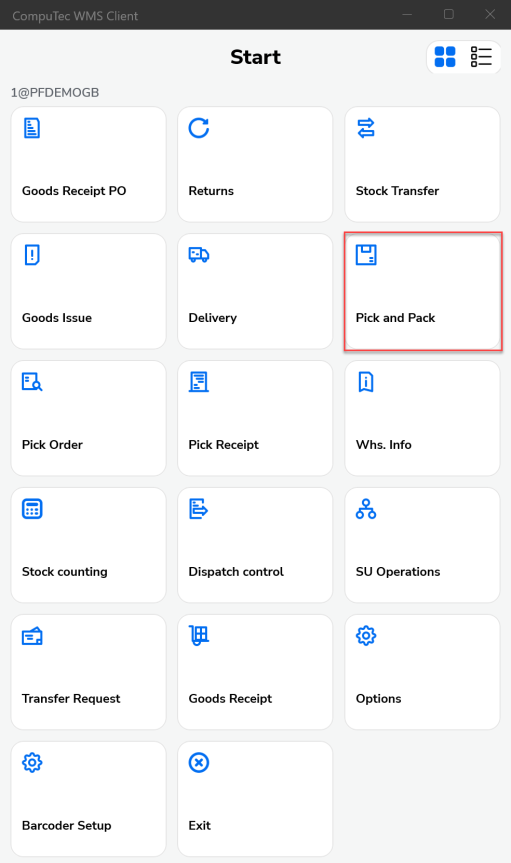 CompuTec WMS Client
Start
1@PFDEMOGB
Goods Receipt PO
Returns
Stock Transfer
Goods Issue
Delivery
Pick and Pack
Pick Order
Pick Receipt
Whs. Info
Stock counting
Dispatch control
SU Operations
Transfer Request
Goods Receipt
Options
Barcoder Setup
Exit